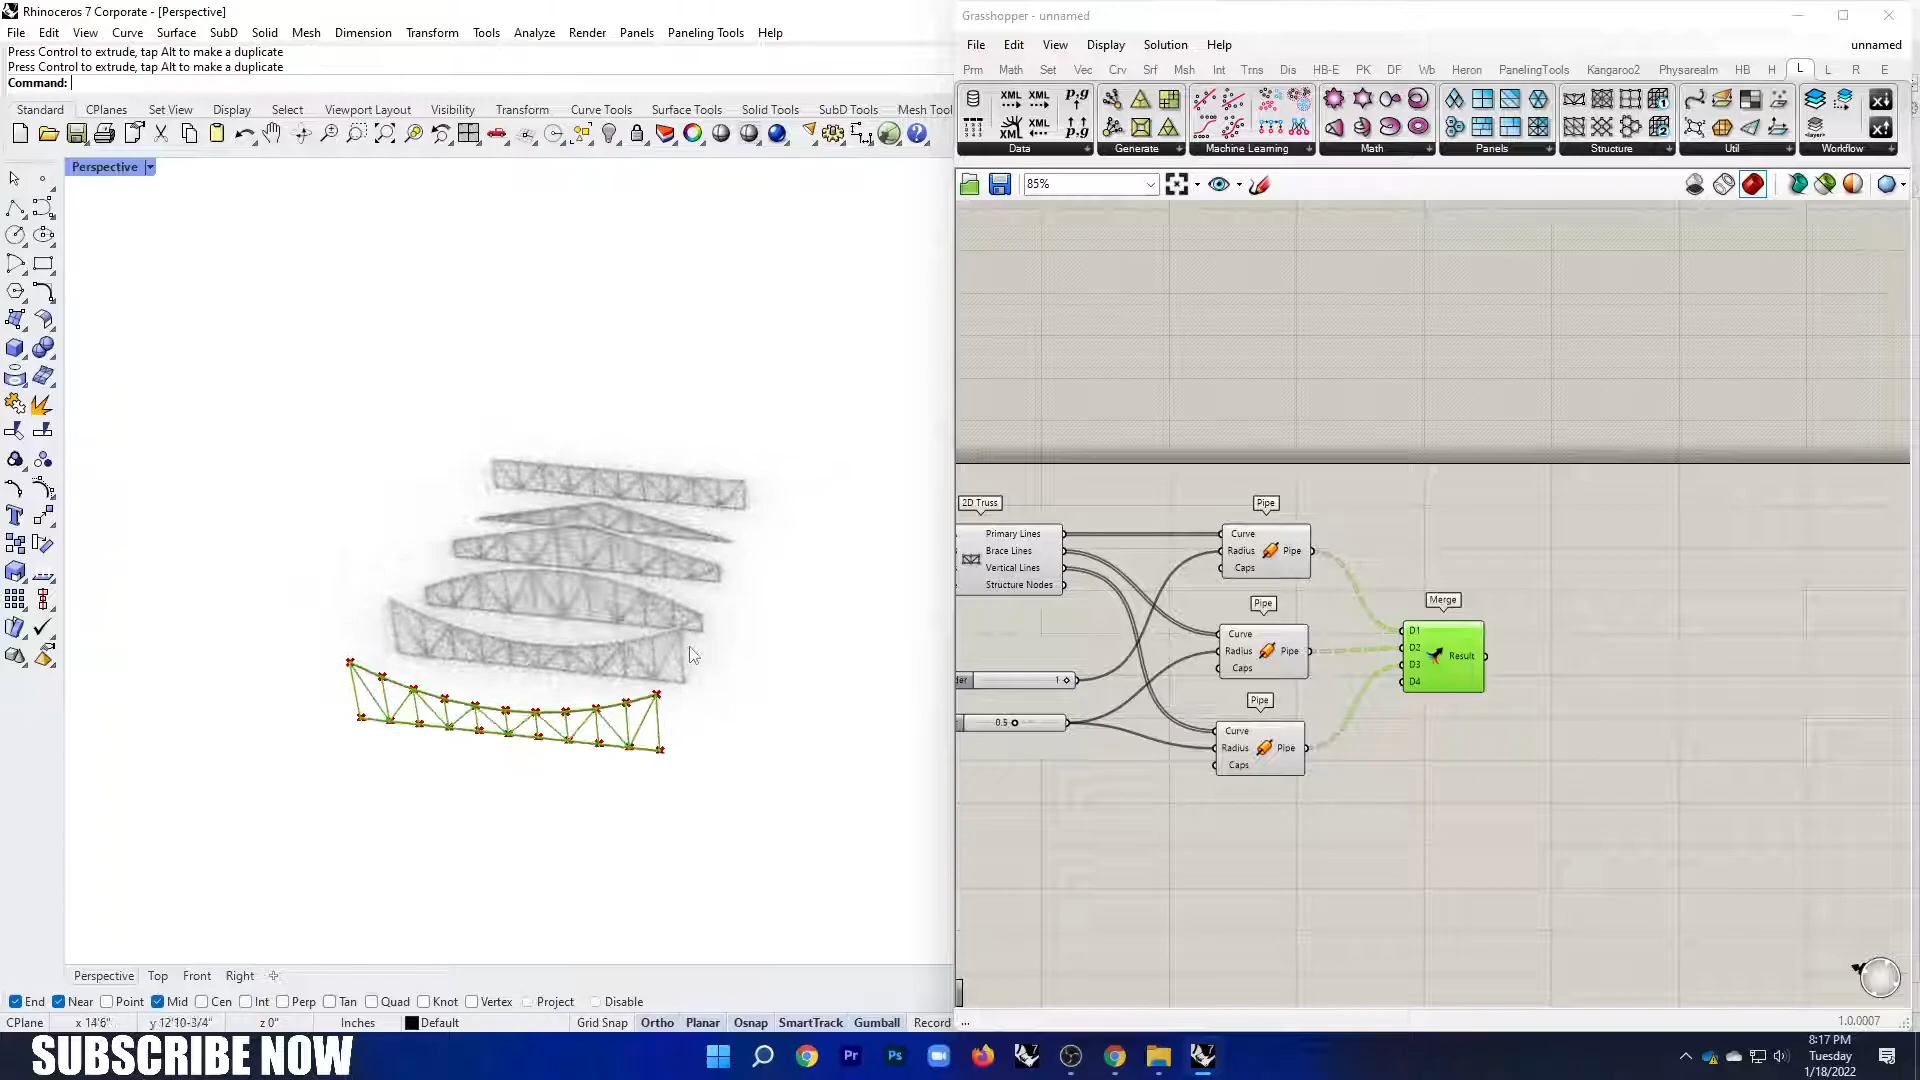 Rhinoceros 7 Corporate - [Perspective]
File Edit View Curve Surface SubD Solid Mesh Dimension Transform Tools Analyze Render Panels Paneling Tools Help
Press Control to extrude, tap Alt to make a duplicate
Press Control to extrude, tap Alt to make a duplicate
Command:
Standard CPlanes Set View Display Select Viewport Layout Visibility Transform Curve Tools Surface Tools Solid Tools SubD Tools Mesh Tool
Perspective
Perspective Top Front Right
End Near Point Mid Cen Int Perp Tan Quad Knot Vertex Project Disable
CPlane x 14'6" y 12'10-3/4" z 0" Inches Default Grid Snap Ortho Planar Osnap SmartTrack Gumball Record
Grasshopper - unnamed
File Edit View Display Solution Help unnamed
Prm Math Set Vec Crv Srf Msh Int Trns Dis HB-E PK DF Wb Heron PanelingTools Kangaroo2 Physarealm HB H L L R E
Data Generate Machine Learning Math Panels Structure Util Workflow
85%
2D Truss
Primary Lines
Brace Lines
Vertical Lines
Structure Nodes
Pipe
Curve
Radius
Caps
Pipe
Pipe
Curve
Radius
Caps
Pipe
Pipe
Curve
Radius
Caps
Pipe
der 1
0.5
Merge
D1
D2
D3
D4
Result
... 1.0.0007
SUBSCRIBE NOW
8:17 PM
Tuesday
1/18/2022